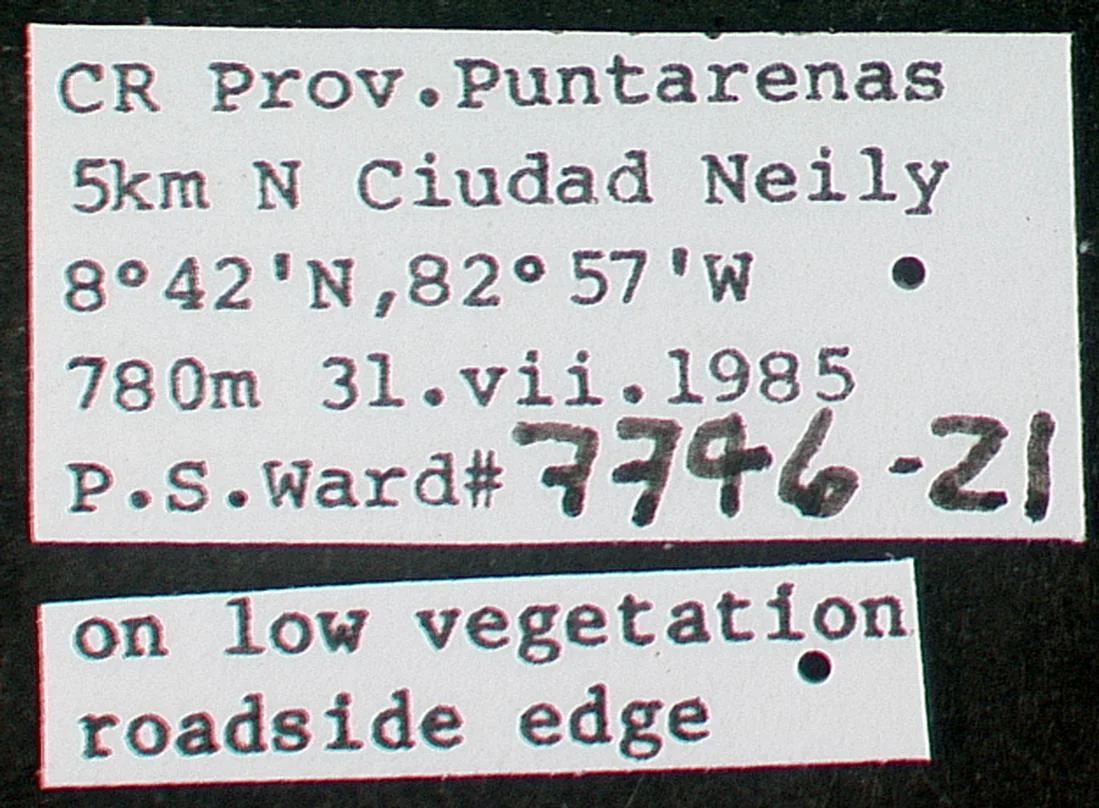 CR Prov.Puntarenas
5km N Ciudad Neily
8°42'N,82°57'W
780m 31.vii.1985
P.S.Ward#7746-21
on low vegetation
roadside edge